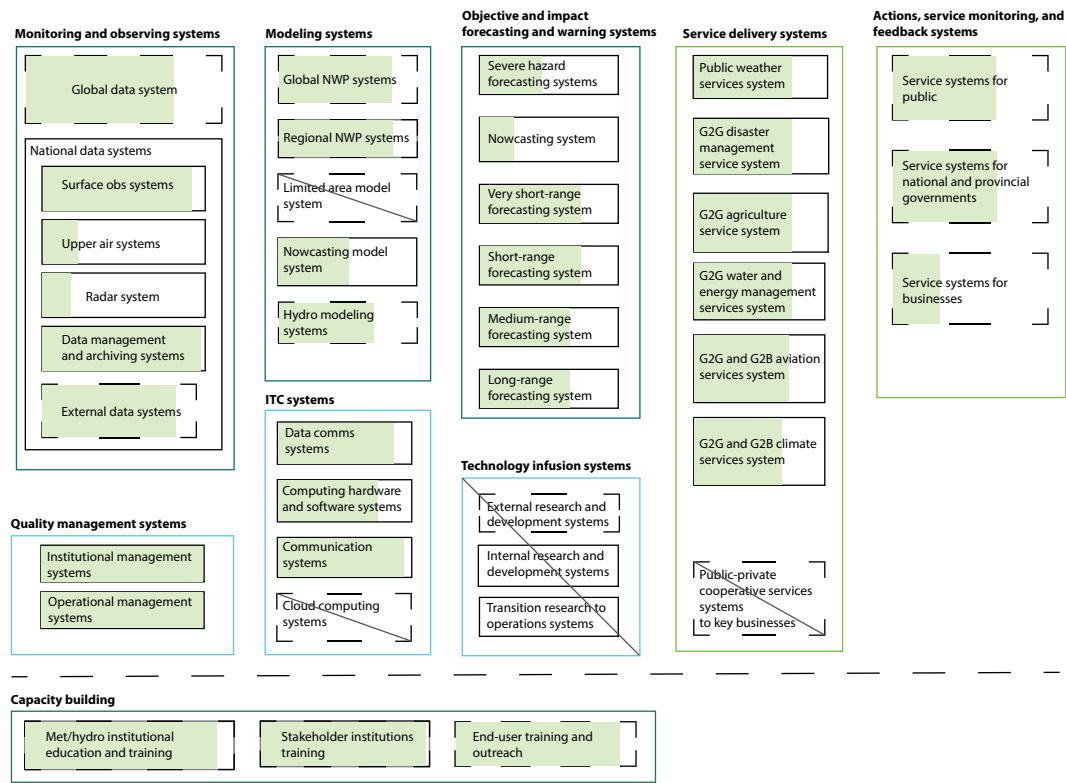 Monitoring and observing systems
Global data system
National data systems
Surface obs systems
Upper air systems
Radar system
Data management
and archiving systems
External data systems
Quality management systems
Institutional management
systems
Operational management
systems
Modeling systems
Global NWP systems
Regional NWP systems
Limited area model
system
Nowcasting model
system
Hydro modeling
systems
ITC systems
Data comms
systems
Computing hardware
and software systems
Communication
systems
Cloud computing
systems
Objective and impact
forecasting and warning systems
Severe hazard
forecasting systems
Nowcasting system
Very short-range
forecasting system
Short-range
forecasting system
Medium-range
forecasting system
Long-range
forecasting system
Technology infusion systems
External research and
development systems
Internal research and
development systems
Transition research to
operations systems
Service delivery systems
Public weather
services system
G2G disaster
management
service system
G2G agriculture
service system
G2G water and
energy management
services system
G2G and G2B aviation
services system
G2G and G2B climate
services system
Public-private
cooperative services
systems
to key businesses
Actions, service monitoring, and
feedback systems
Service systems for
public
Service systems for
national and provincial
governments
Service systems for
businesses
Capacity building
Met/hydro institutional
education and training
Stakeholder institutions
training
End-user training and
outreach